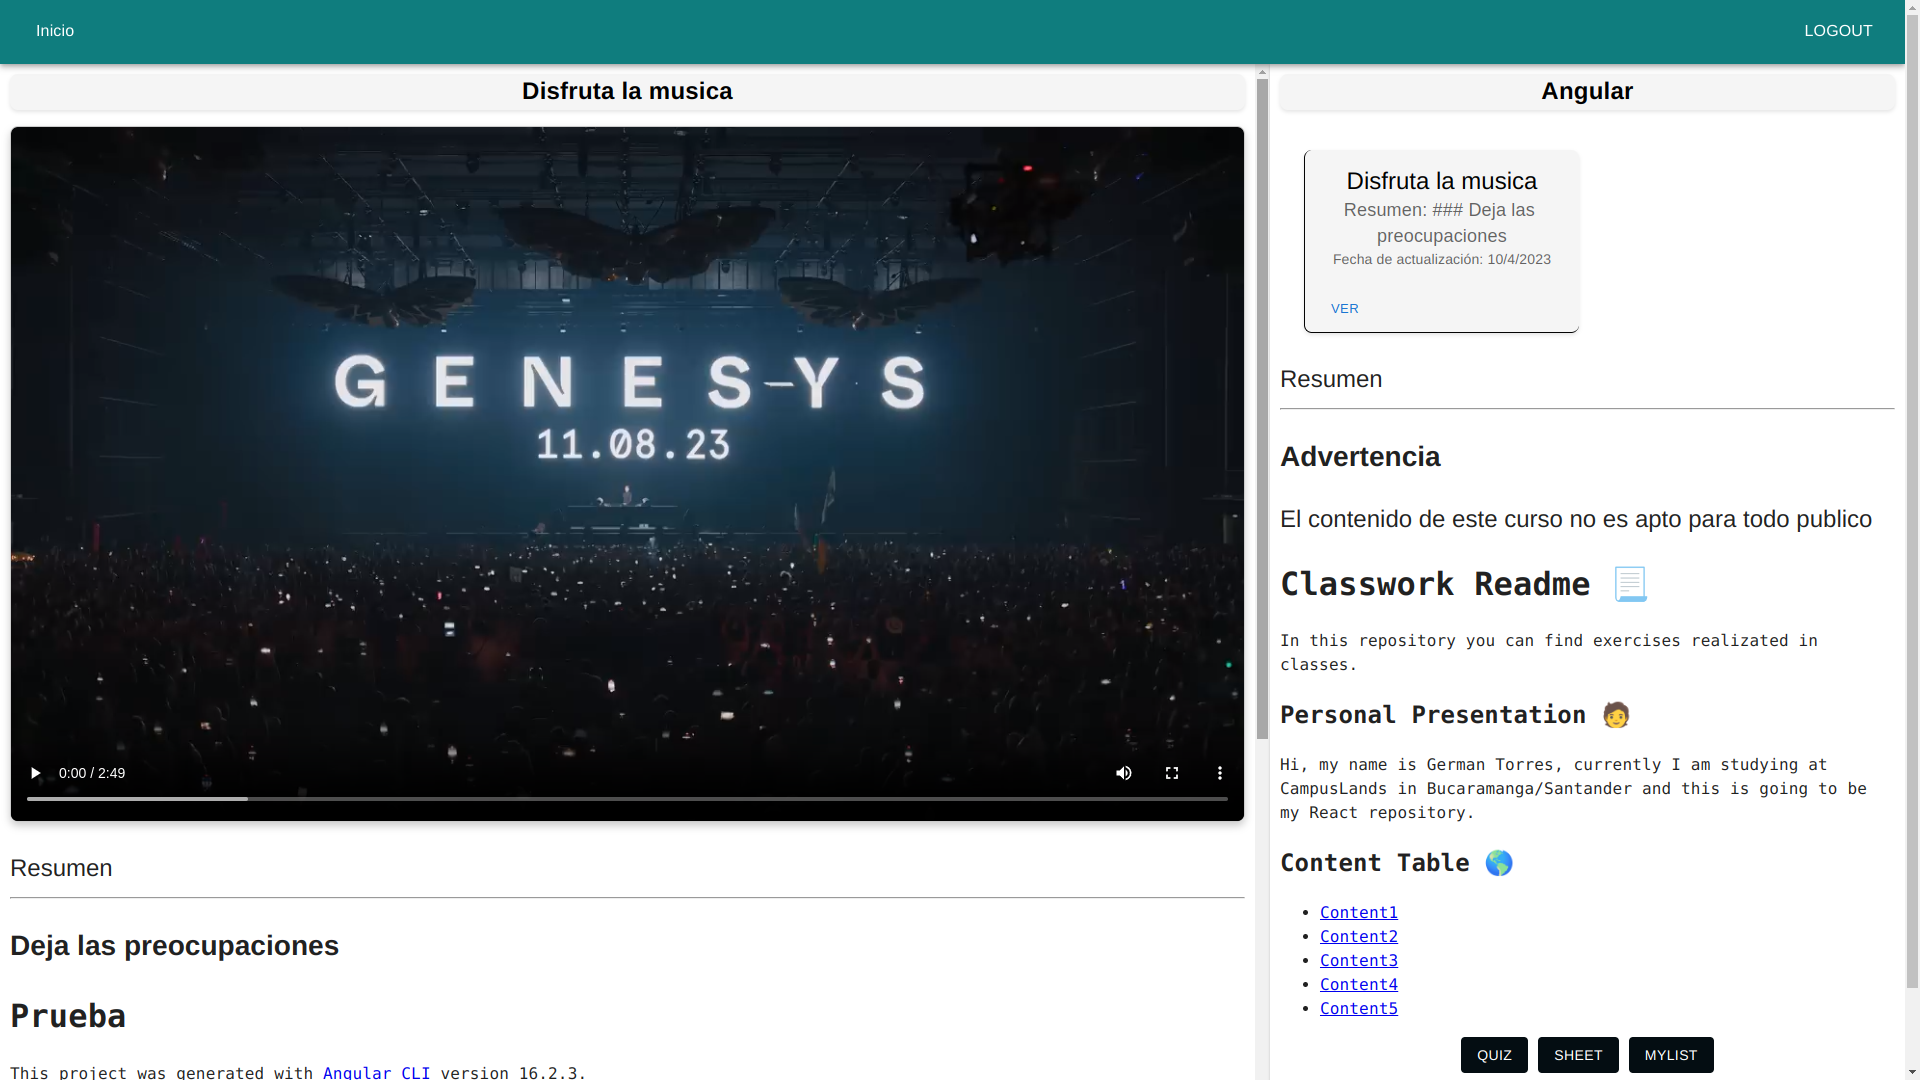 Inicio
LOGOUT
Disfruta la musica
GENESYS
11.08.23
0:00 / 2:49
Resumen
Deja las preocupaciones
Prueba
This project was generated with Angular CLI version 16.2.3.
Angular
Disfruta la musica
Resumen: ### Deja las
preocupaciones
Fecha de actualización: 10/4/2023
VER
Resumen
Advertencia
El contenido de este curso no es apto para todo publico
Classwork Readme 📃
In this repository you can find exercises realizated in
classes.
Personal Presentation 🧑
Hi, my name is German Torres, currently I am studying at
CampusLands in Bucaramanga/Santander and this is going to be
my React repository.
Content Table 🌎
• Content1
• Content2
• Content3
• Content4
• Content5
QUIZ SHEET MYLIST